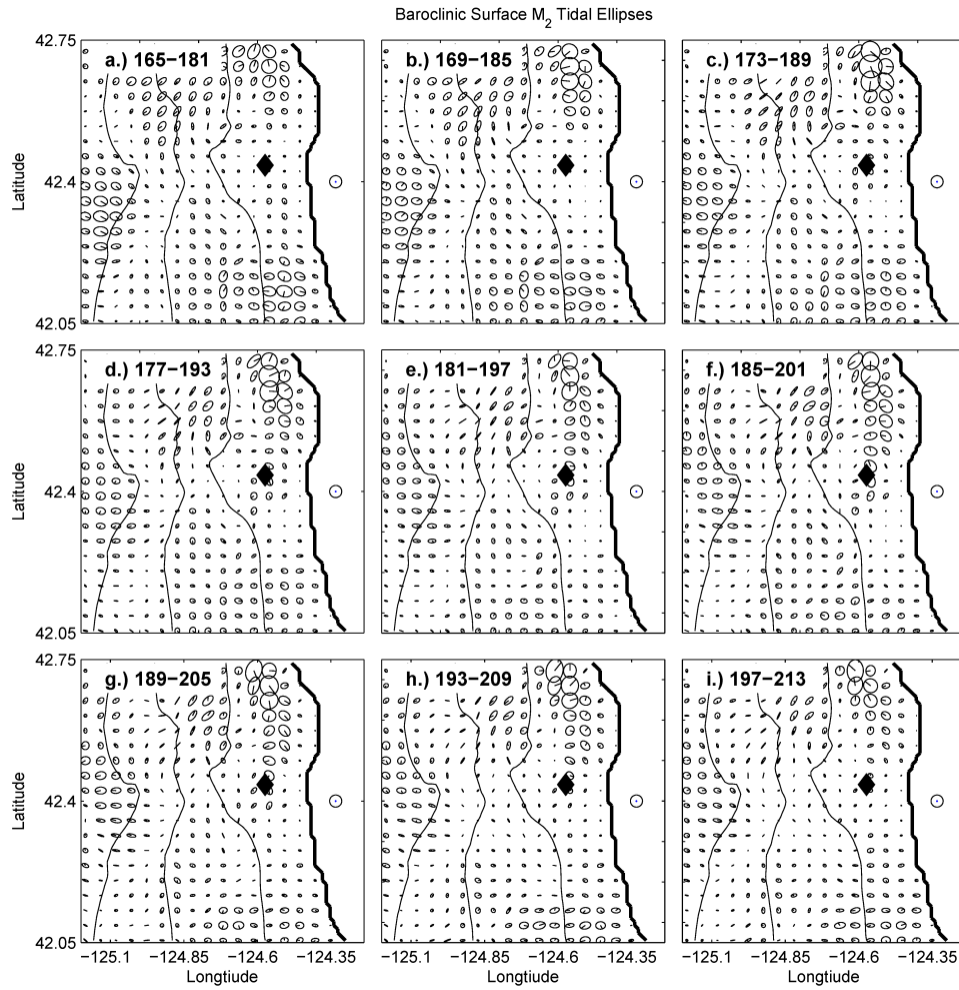 Baroclinic Surface M2 Tidal Ellipses
42.75
a.) 165−181
b.) 169−185
c.) 173−189
Latitude
42.4
42.05
42.75
d.) 177−193
e.) 181−197
f.) 185−201
Latitude
42.4
42.05
42.75
g.) 189−205
h.) 193−209
i.) 197−213
Latitude
42.4
42.05
−125.1 −124.85 −124.6 −124.35
−125.1 −124.85 −124.6 −124.35
−125.1 −124.85 −124.6 −124.35
Longtiude
Longitude
Longitude